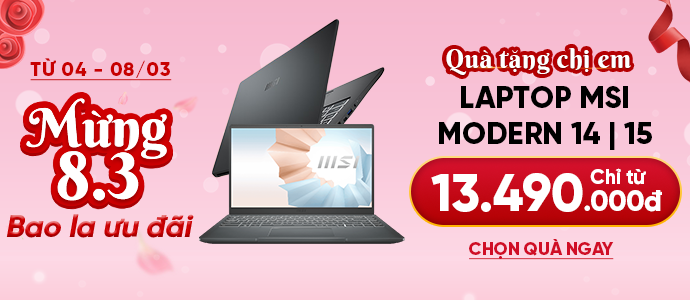 TỪ 04 - 08/03
Mừng
8.3
Bao la ưu đãi
msi
Quà tặng chị em
LAPTOP MSI
MODERN 14 | 15
Chỉ từ
13.490.000đ
CHỌN QUÀ NGAY